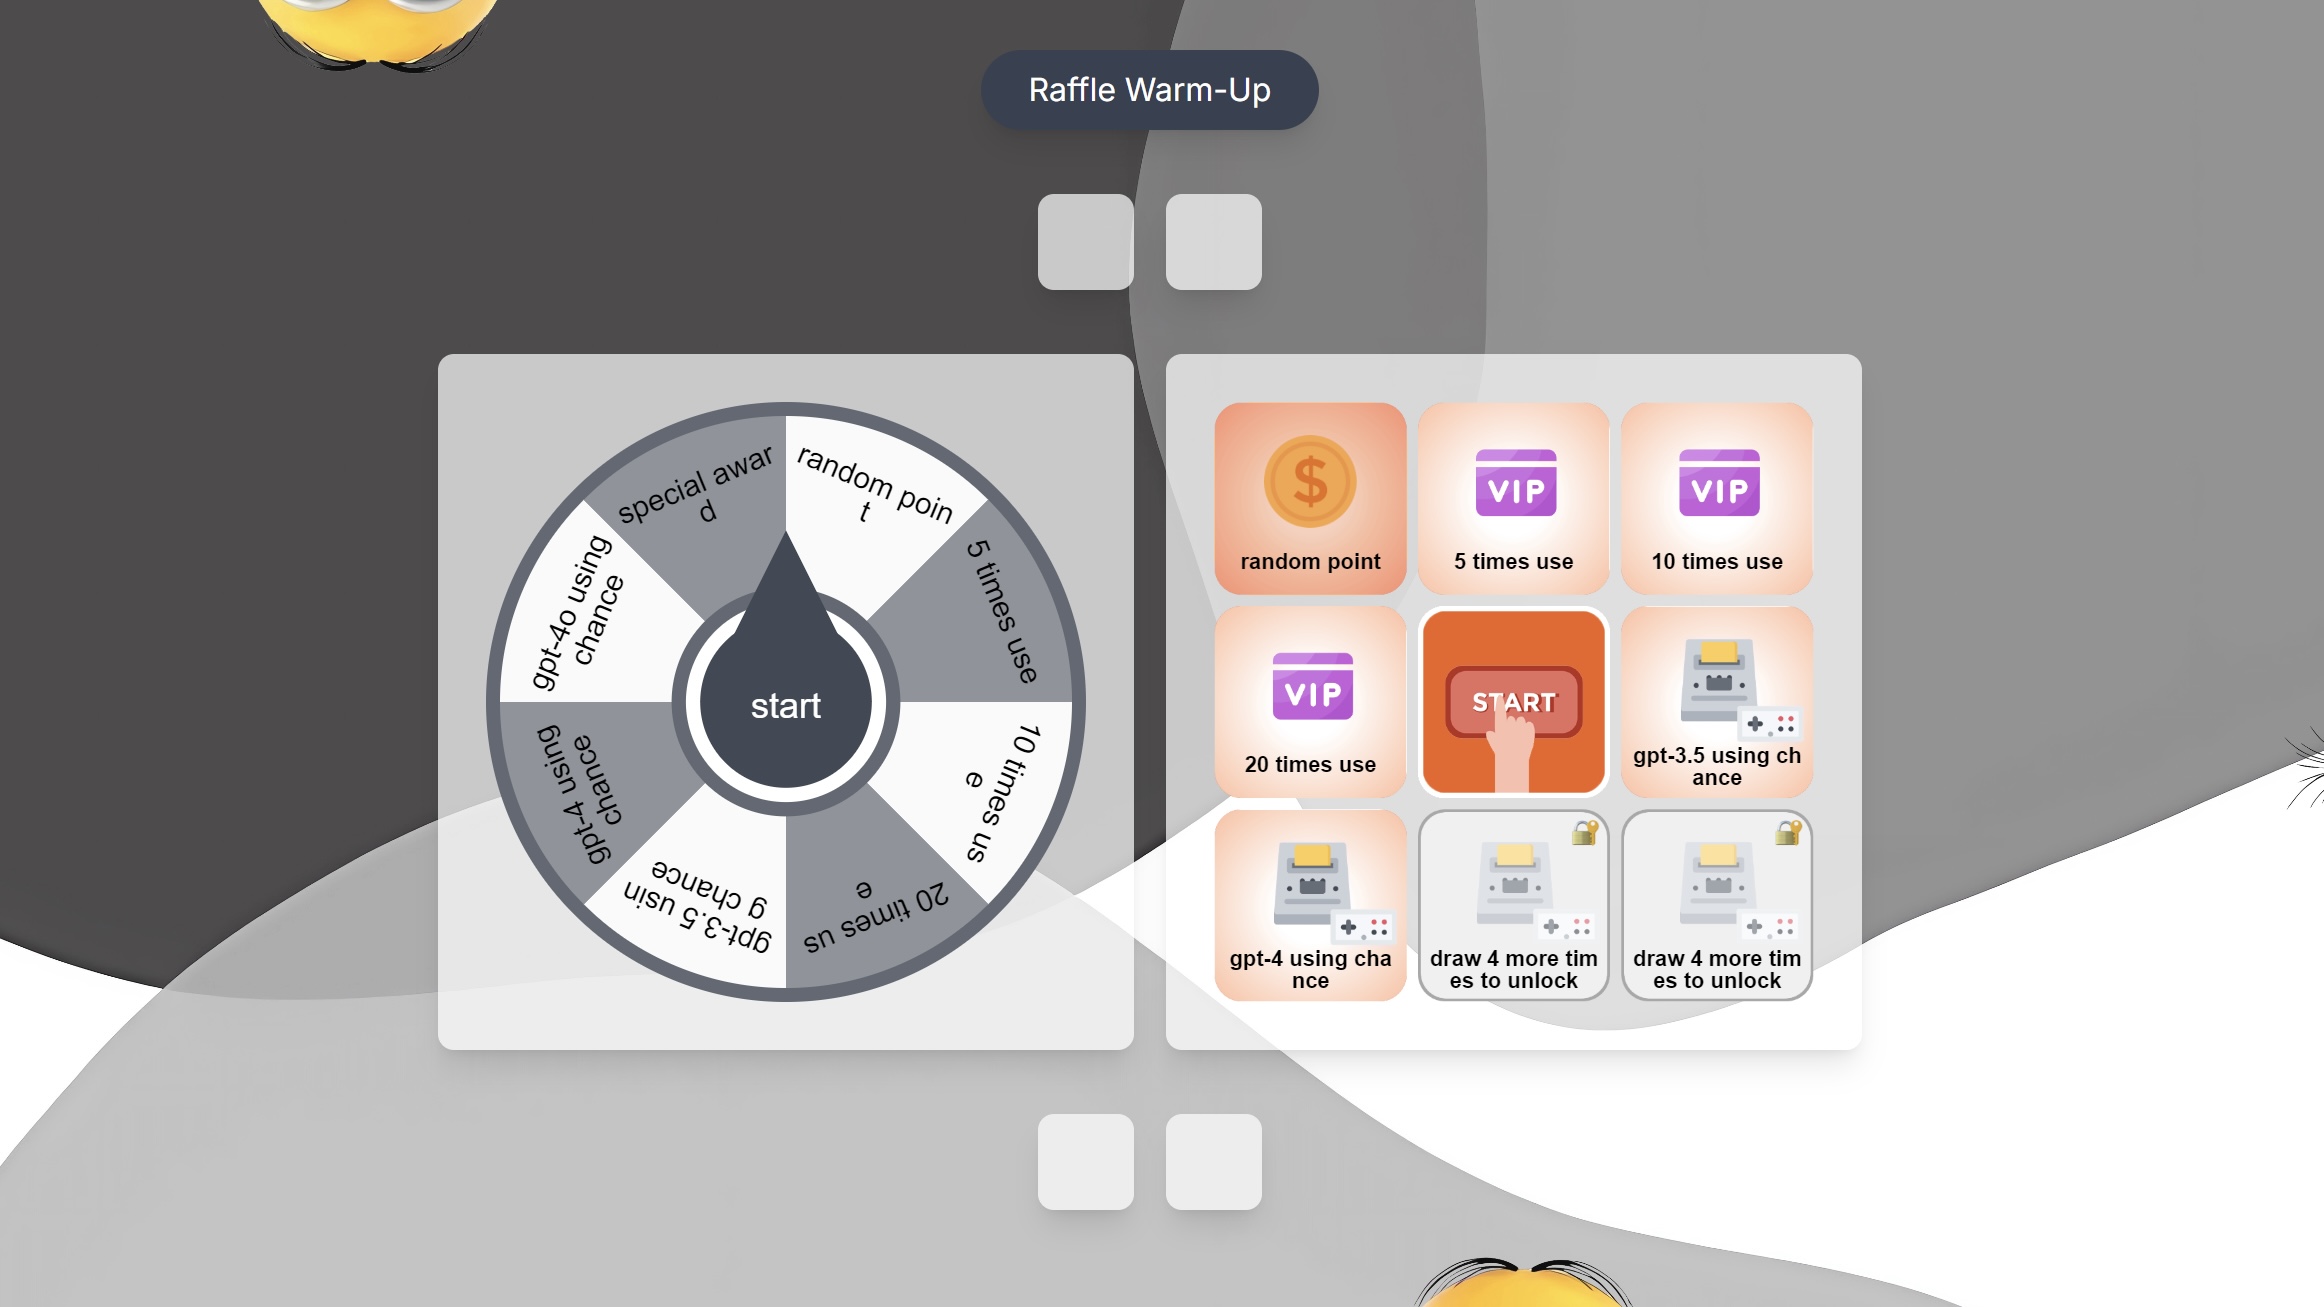 Raffle Warm-Up
special awar
d
random poin
t
5 times use
10 times us
e
20 times us
e
gpt-3.5 usin
g chance
gpt-4 using
chance
gpt-4o using
chance
start
$
random point
VIP
5 times use
VIP
10 times use
VIP
20 times use
START
gpt-3.5 using ch
ance
gpt-4 using cha
nce
draw 4 more tim
es to unlock
draw 4 more tim
es to unlock